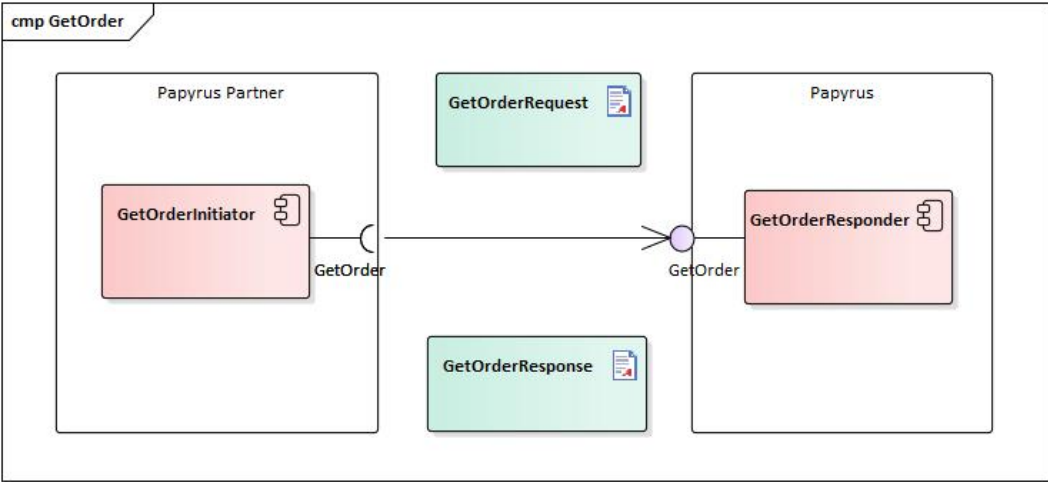 cmp GetOrder
Papyrus Partner
GetOrderRequest
Papyrus
GetOrderInitiator
GetOrderResponder
GetOrder
GetOrder
GetOrderResponse